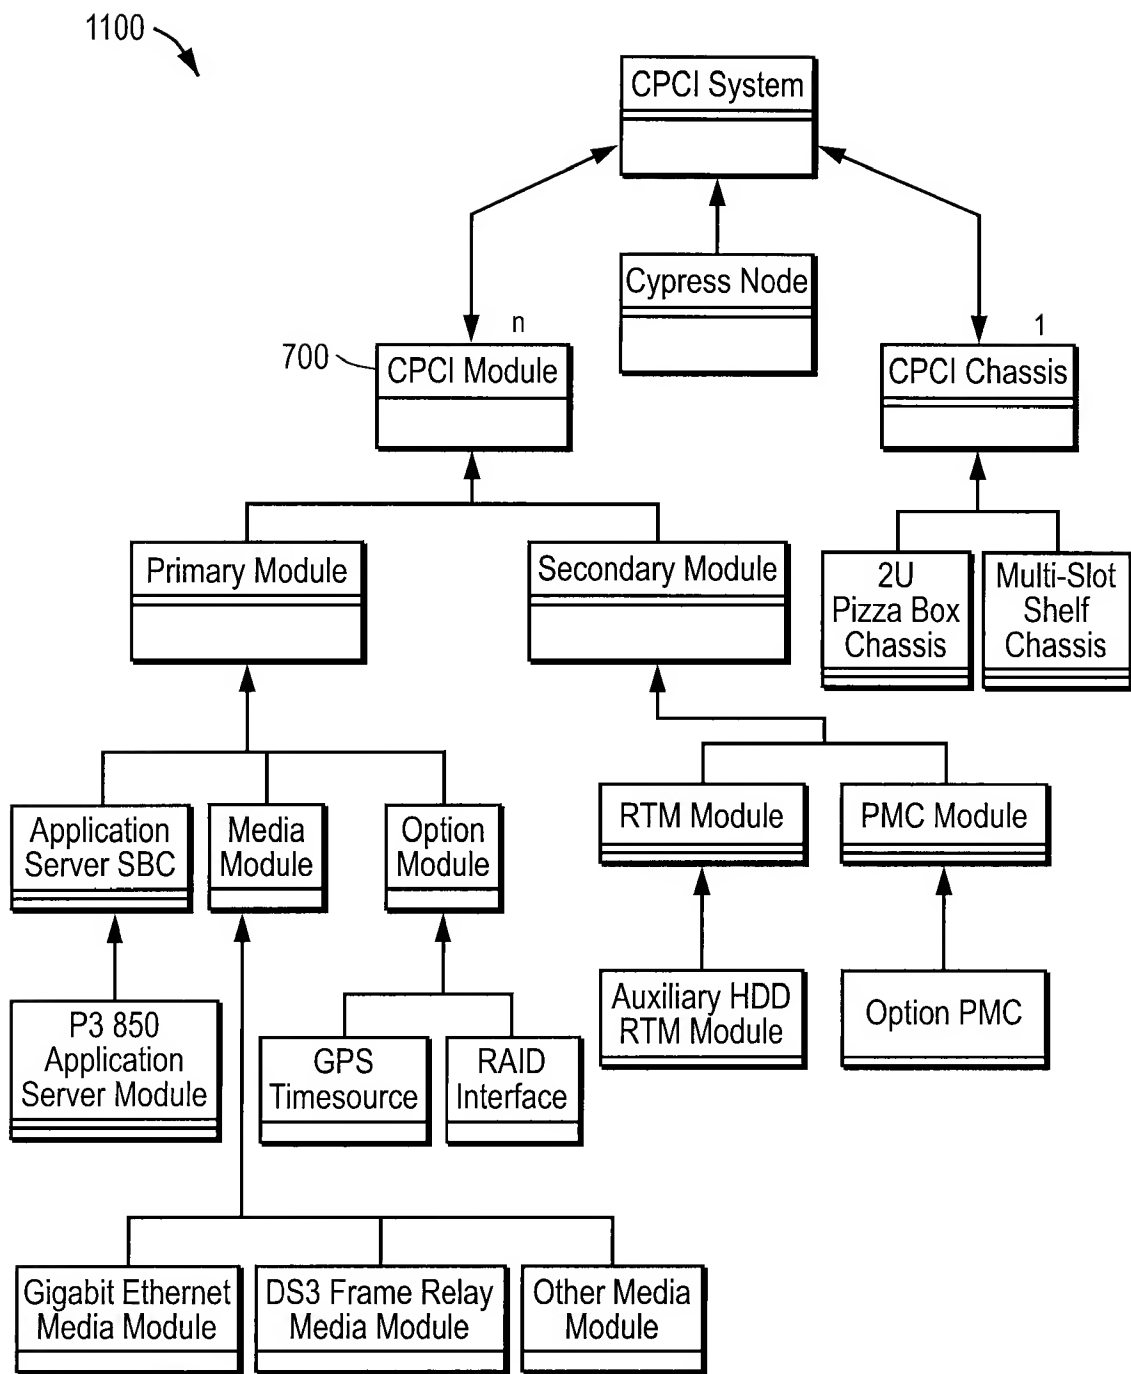 1100
CPCI System
Cypress Node
n
1
700
CPCI Module
CPCI Chassis
Primary Module
Secondary Module
2U
Pizza Box
Chassis
Multi-Slot
Shelf
Chassis
Application
Server SBC
Media
Module
Option
Module
RTM Module
PMC Module
P3 850
Application
Server Module
GPS
Timesource
RAID
Interface
Auxiliary HDD
RTM Module
Option PMC
Gigabit Ethernet
Media Module
DS3 Frame Relay
Media Module
Other Media
Module